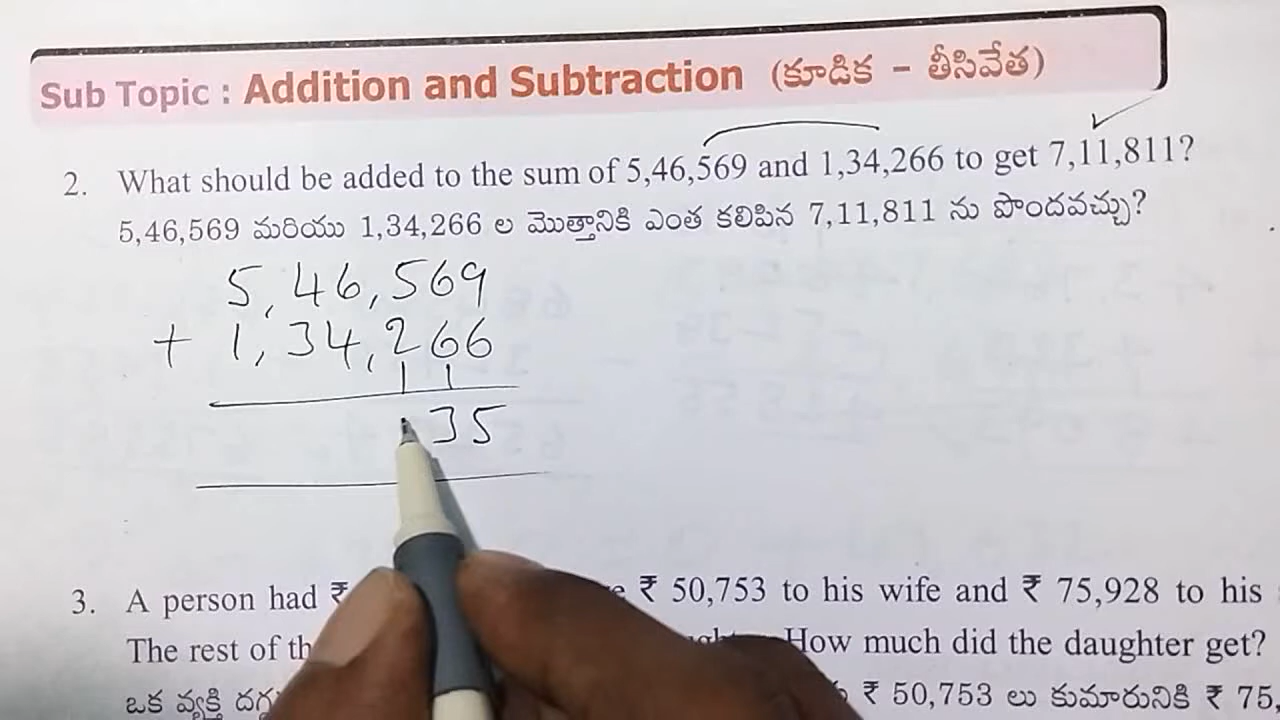 Sub Topic : Addition and Subtraction (కూడిక - తీసివేత)
2. What should be added to the sum of 5,46,569 and 1,34,266 to get 7,11,811?
5,46,569 మరియు 1,34,266 ల మొత్తానికి ఎంత కలిపిన 7,11,811 ను పొందవచ్చు?
5,46,569
+ 1,34,266
1 1
35
3. A person had ₹ ₹ 50,753 to his wife and ₹ 75,928 to his
The rest of How much did the daughter get?
ఒక వ్యక్తి ₹ 50,753 లు కుమారునికి ₹ 75,